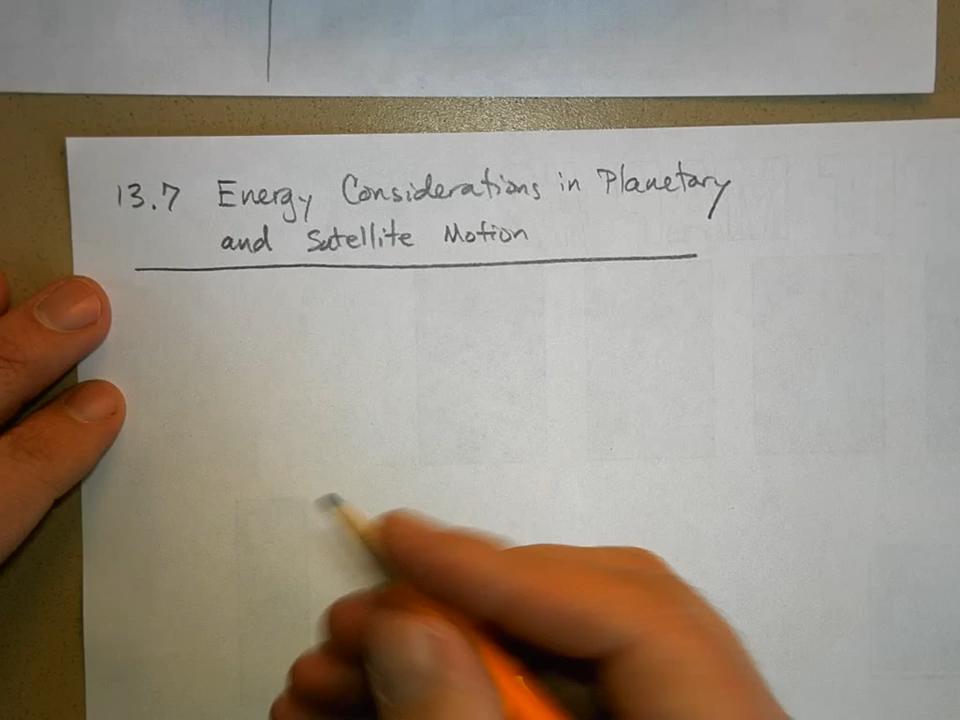 13.7 Energy Considerations in Planetary
and Satellite Motion